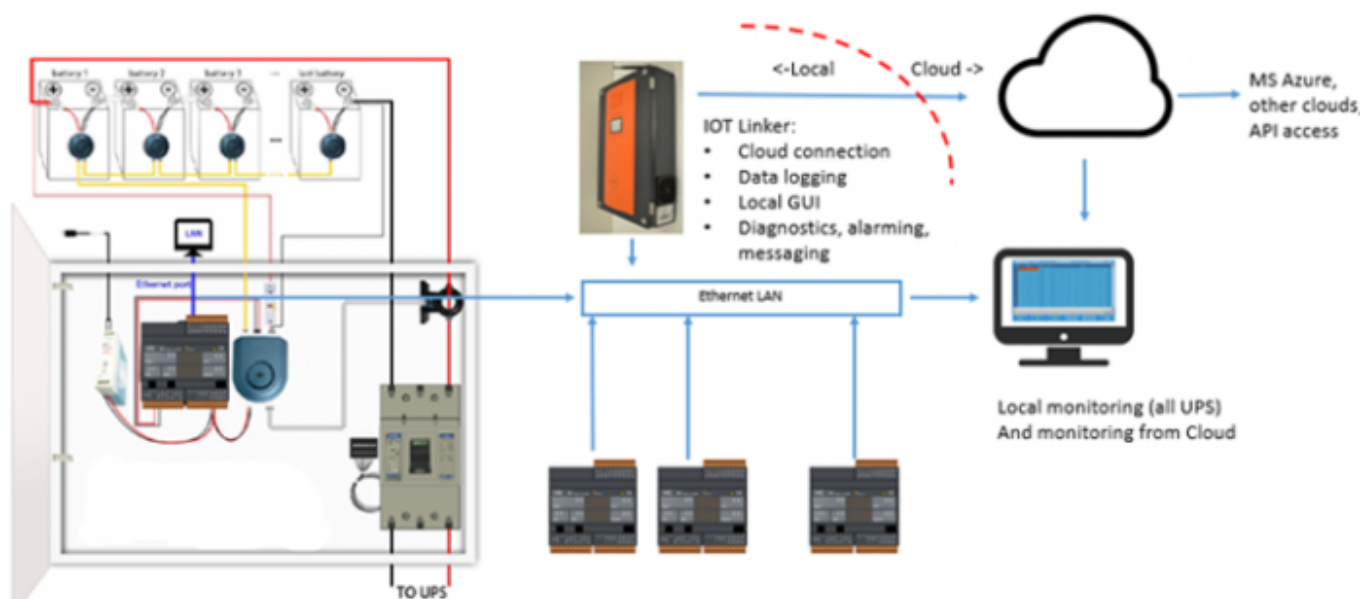 Battery 1
Battery 2
Battery 3
...
last battery
LAN
Ethernet port
TO UPS
<-Local
Cloud ->
IOT Linker:
• Cloud connection
• Data logging
• Local GUI
• Diagnostics, alarming,
messaging
Ethernet LAN
MS Azure,
other clouds,
API access
Local monitoring (all UPS)
And monitoring from Cloud